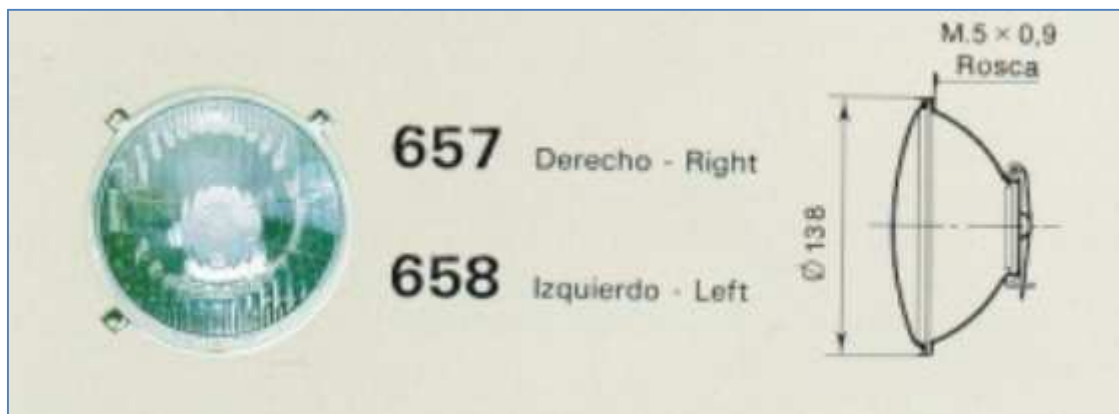 M.5 × 0,9
Rosca
657 Derecho - Right
658 Izquierdo - Left
Ø 138